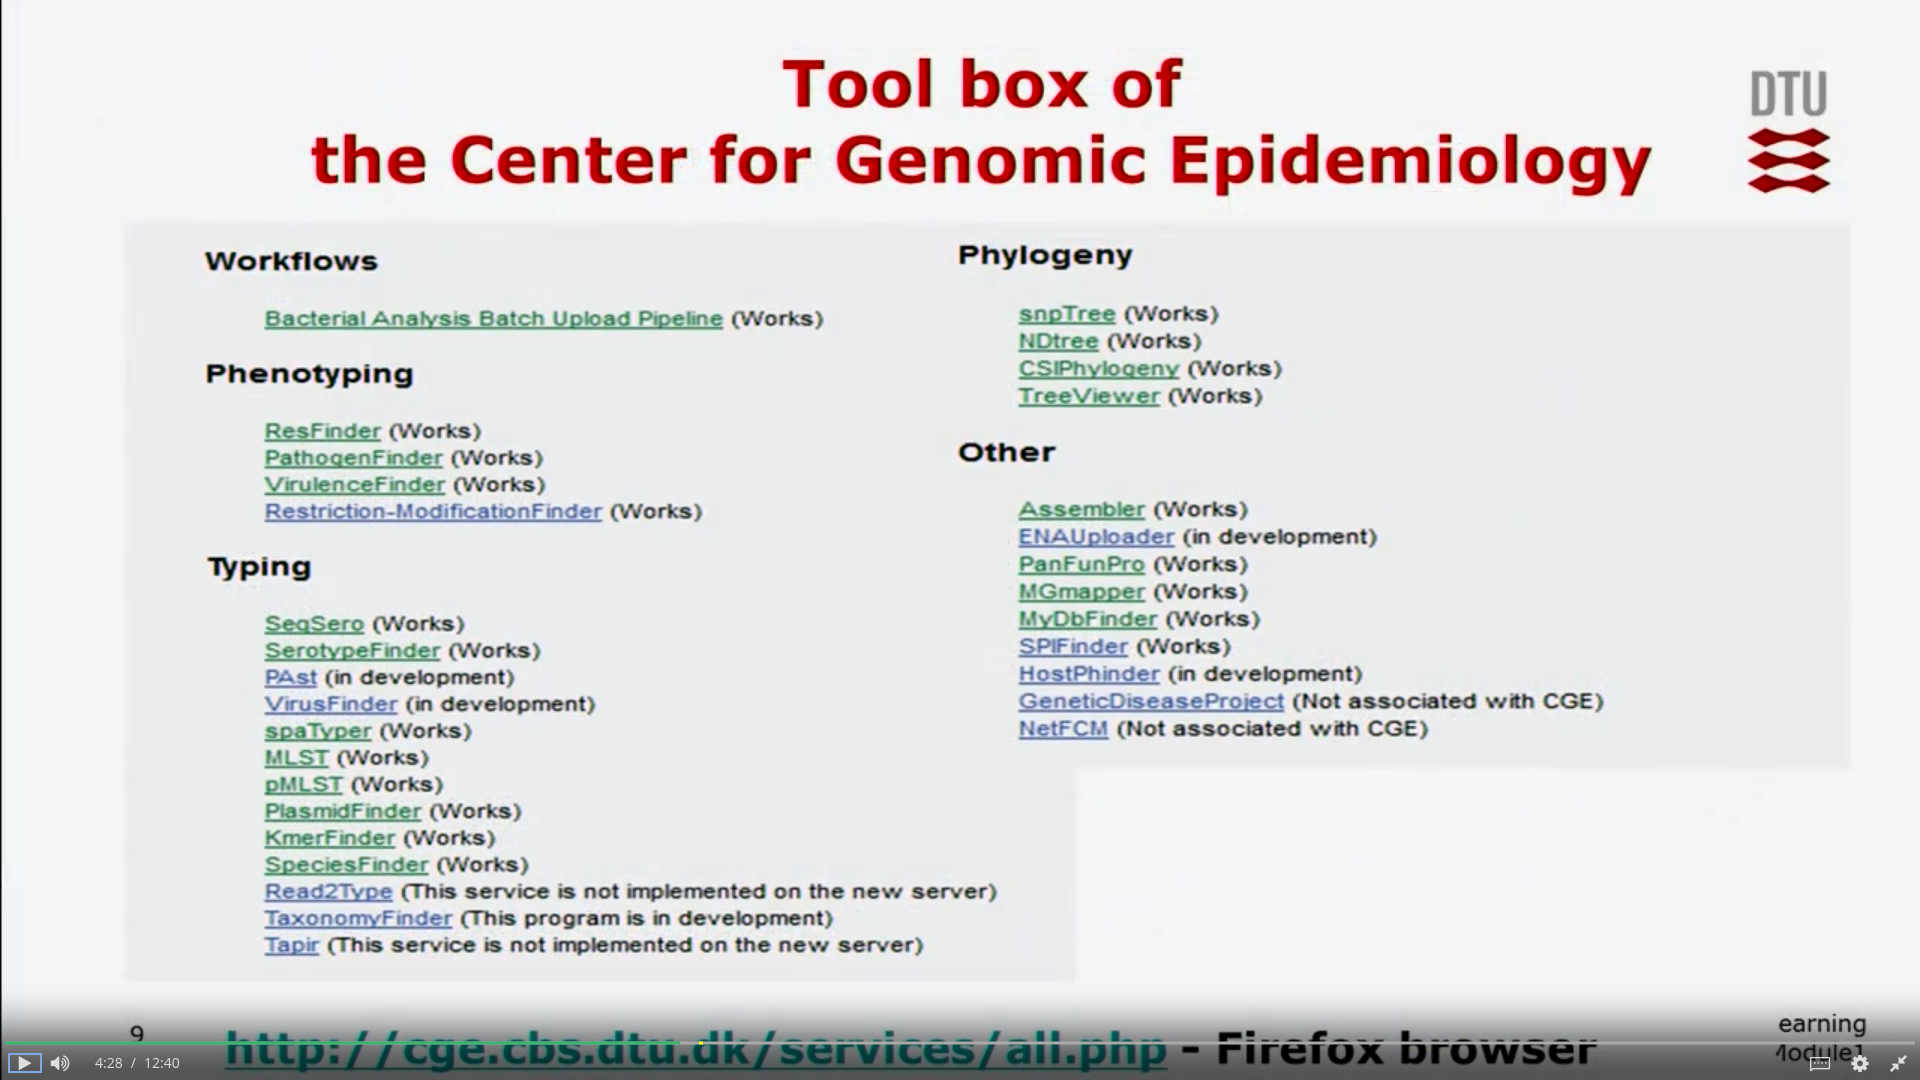 Tool box of
the Center for Genomic Epidemiology
DTU
Workflows
Bacterial Analysis Batch Upload Pipeline (Works)
Phenotyping
ResFinder (Works)
PathogenFinder (Works)
VirulenceFinder (Works)
Restriction-ModificationFinder (Works)
Typing
SeqSero (Works)
SerotypeFinder (Works)
PAst (in development)
VirusFinder (in development)
spaTyper (Works)
MLST (Works)
pMLST (Works)
PlasmidFinder (Works)
KmerFinder (Works)
SpeciesFinder (Works)
Read2Type (This service is not implemented on the new server)
TaxonomyFinder (This program is in development)
Tapir (This service is not implemented on the new server)
Phylogeny
snpTree (Works)
NDtree (Works)
CSIPhylogeny (Works)
TreeViewer (Works)
Other
Assembler (Works)
ENAUploader (in development)
PanFunPro (Works)
MGmapper (Works)
MyDbFinder (Works)
SPIFinder (Works)
HostPhinder (in development)
GeneticDiseaseProject (Not associated with CGE)
NetFCM (Not associated with CGE)
9
http://cge.cbs.dtu.dk/services/all.php - Firefox browser
earning
4:28 / 12:40